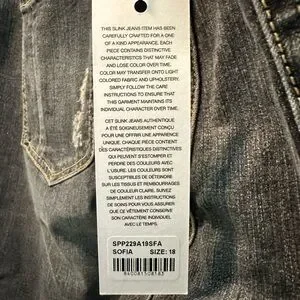 THIS SLINK JEANS ITEM HAS BEEN
CAREFULLY CRAFTED FOR A ONE
OF A KIND APPEARANCE. EACH
PIECE CONTAINS DISTINCTIVE
CHARACTERISTICS THAT MAY FADE
AND LOSE COLOR OVER TIME.
COLOR MAY TRANSFER ONTO LIGHT
COLORED FABRIC AND UPHOLSTERY.
SIMPLY FOLLOW THE CARE
INSTRUCTIONS TO ENSURE THAT
THIS GARMENT MAINTAINS ITS
INDIVIDUAL CHARACTER OVER TIME.
CET SLINK JEANS AUTHENTIQUE
A ÉTÉ SOIGNEUSEMENT CONÇU
POUR UN OFFRIR UNE APPARENCE
UNIQUE. CHAQUE PIÈCE CONTIENT
DES CARACTÉRISTIQUES DISTINCTIVES
QUI PEUVENT S'ESTOMPER ET
PERDRE DES COULEURS AU FIL DU
TEMPS. LES COULEURS SONT
SUSCEPTIBLES DE DÉTEINDRE
SUR LES TISSUS ET REMBOURRAGES
DE COULEUR CLAIRE. SUIVEZ
SIMPLEMENT LES INSTRUCTIONS
DE SOINS POUR VOUS ASSURER
QUE CE VÊTEMENT CONSERVE
SON CARACTÈRE INDIVIDUEL
AVEC LE TEMPS.
SPP229A19SFA
SOFIA SIZE: 18
840081508183